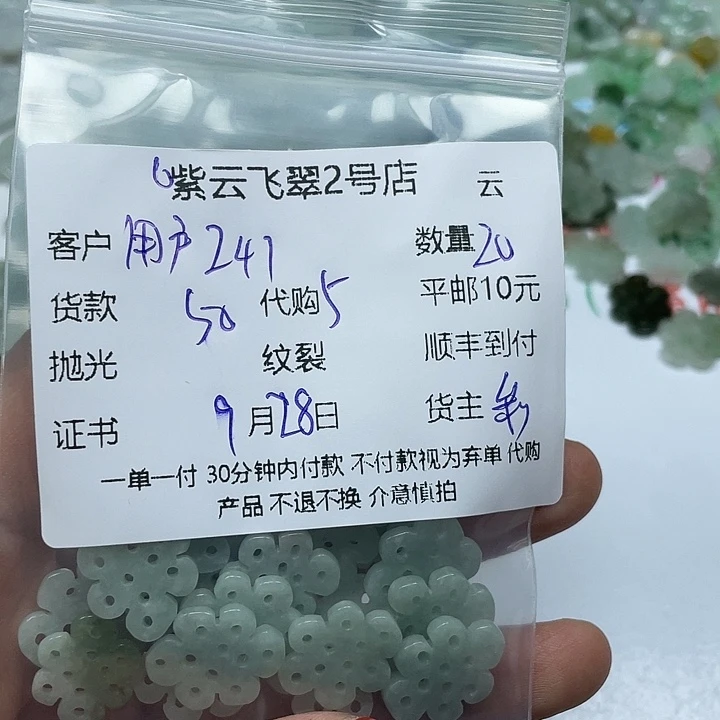 6紫云飞翠2号店 云
客户 用户241 数量20
货款 50 代购5 平邮10元
抛光 纹裂 顺丰到付
证书 9月28日 货主
一单一付 30分钟内付款 不付款视为弃单 代购
产品 不退不换 介意慎拍